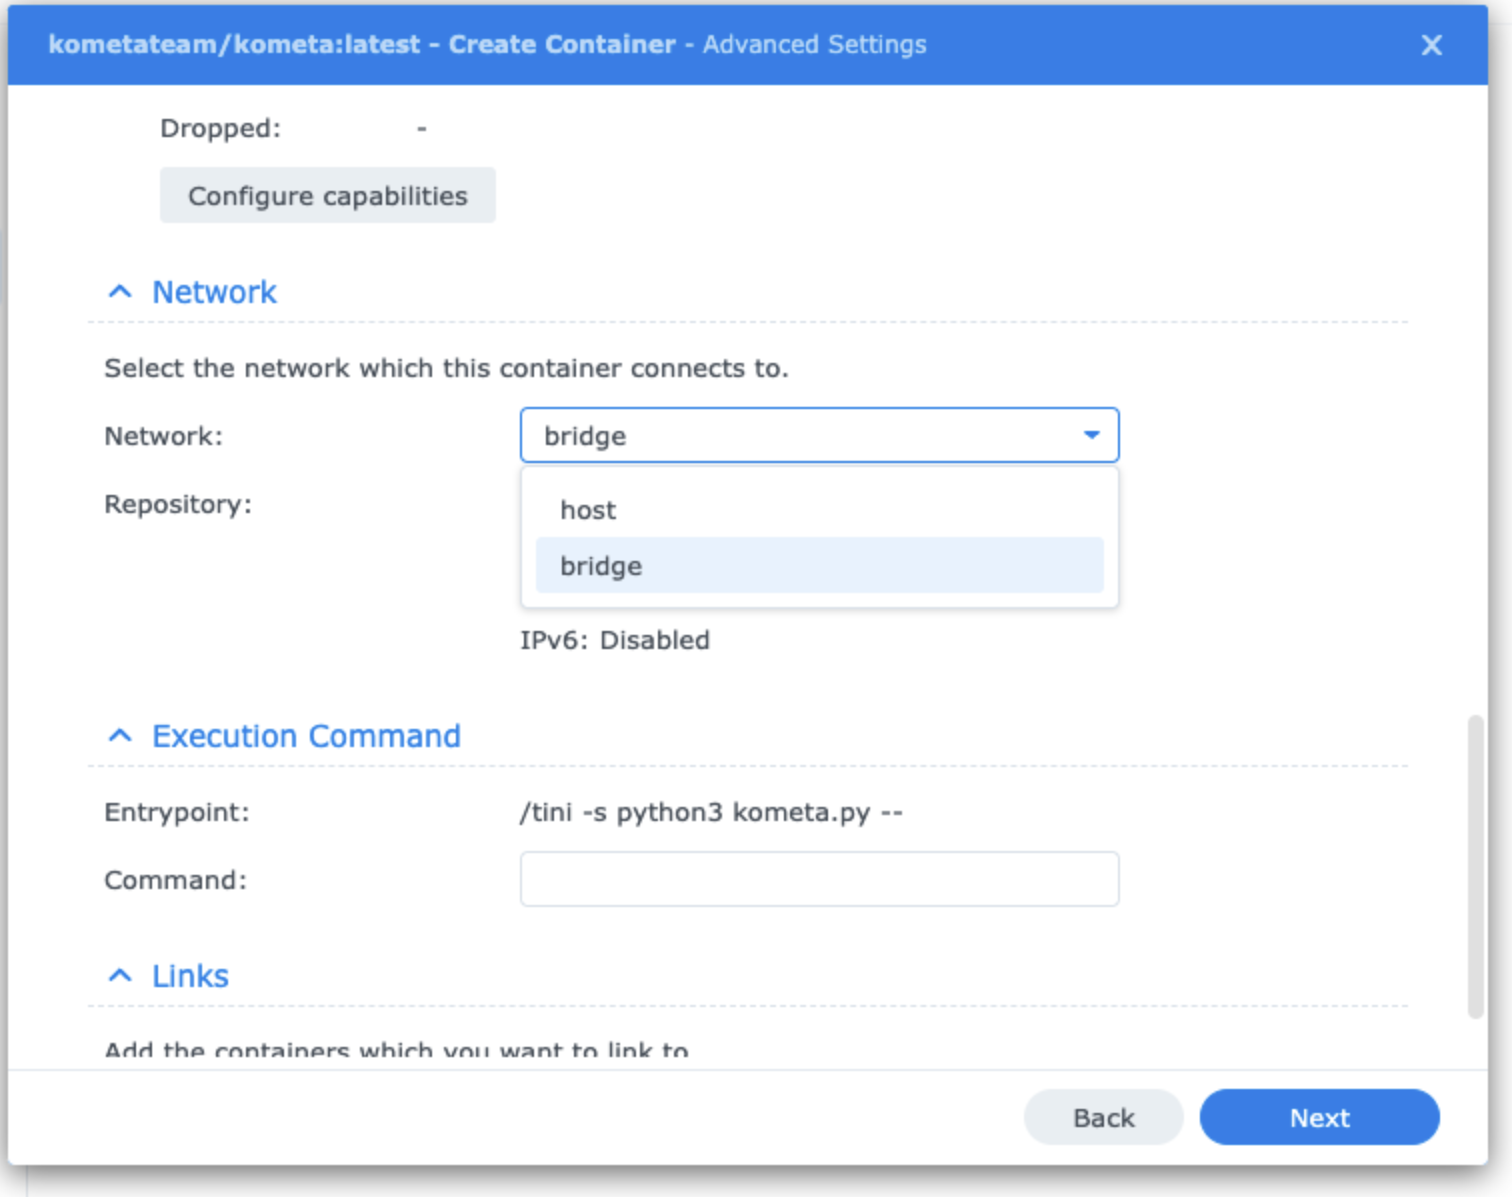 kometateam/kometa:latest - Create Container - Advanced Settings
Dropped: -
Configure capabilities
Network
Select the network which this container connects to.
Network: bridge
host
Repository:
bridge
IPv6: Disabled
Execution Command
Entrypoint: /tini -s python3 kometa.py --
Command:
Links
Add the containers which you want to link to
Back Next